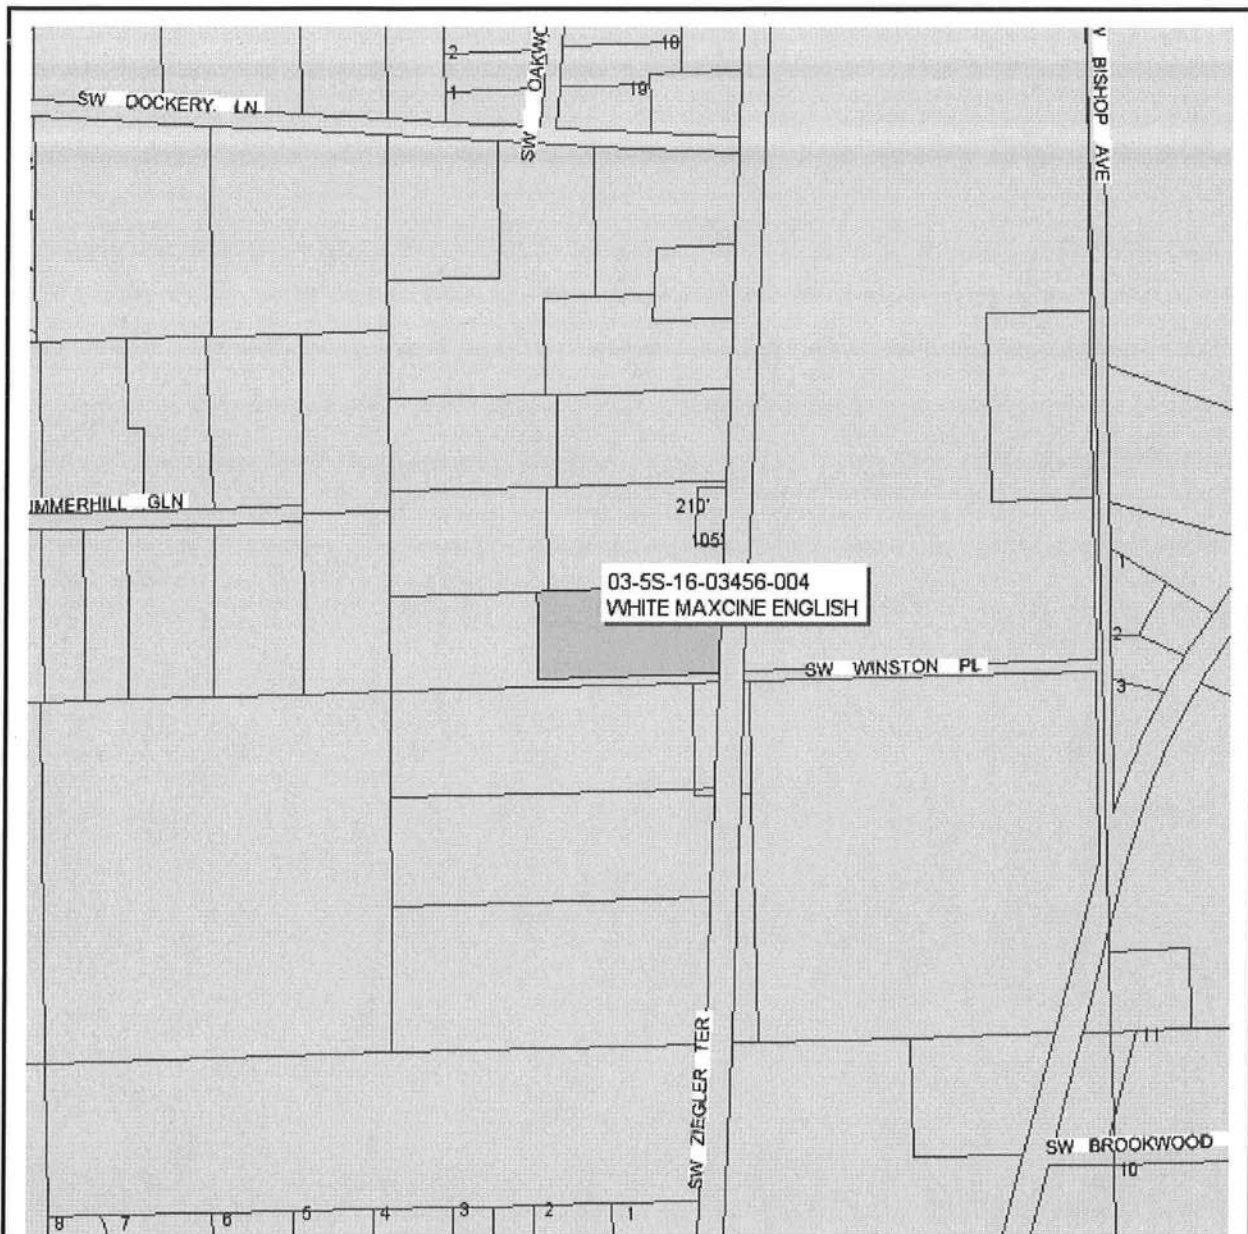 2
18
OAKWO
BISHOP AVE
1
19
SW DOCKERY LN
SW
210'
IMMERHILL GLN
105'
1
03-5S-16-03456-004
WHITE MAXCINE ENGLISH
2
SW WINSTON PL
3
SW ZIEGLER TER
11
SW BROOKWOOD
10
8
7
6
5
4
3
2
1